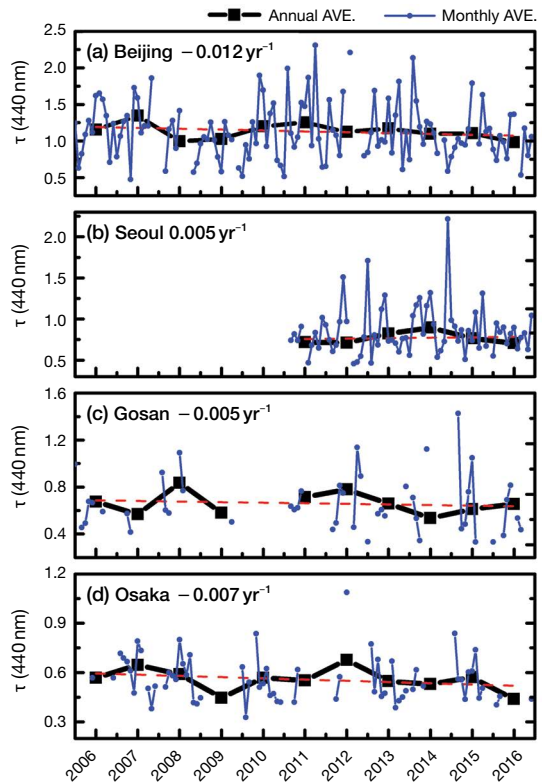 Annual AVE. Monthly AVE.
2.5
(a) Beijing −0.012 yr⁻¹
2.0
1.5
1.0
0.5
τ (440 nm)
(b) Seoul 0.005 yr⁻¹
2.0
1.5
1.0
0.5
τ (440 nm)
1.6
(c) Gosan −0.005 yr⁻¹
1.2
0.8
0.4
τ (440 nm)
1.2
(d) Osaka −0.007 yr⁻¹
0.9
0.6
0.3
τ (440 nm)
2006 2007 2008 2009 2010 2011 2012 2013 2014 2015 2016